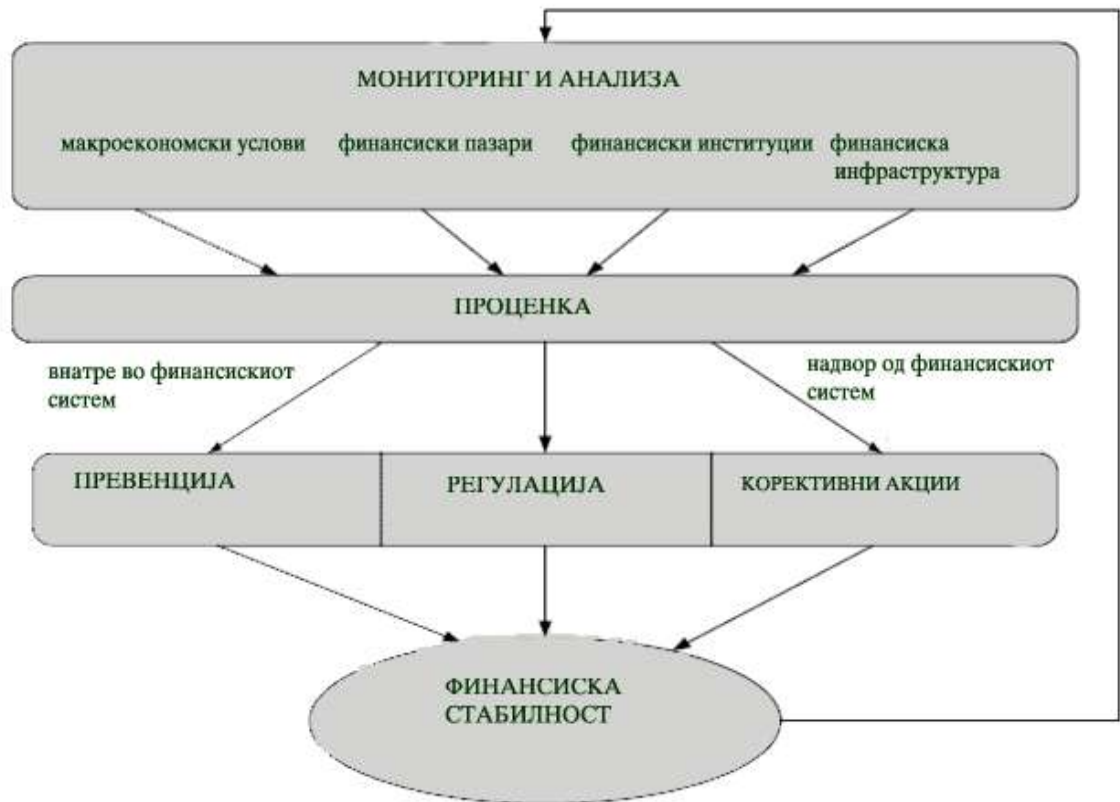 МОНИТОРИНГ И АНАЛИЗА
макроекономски услови финансиски пазари финансиски институции финансиска
инфраструктура
ПРОЦЕНКА
внатре во финансискиот
систем
надвор од финансискиот
систем
ПРЕВЕНЦИЈА РЕГУЛАЦИЈА КОРЕКТИВНИ АКЦИИ
ФИНАНСИСКА
СТАБИЛНОСТ